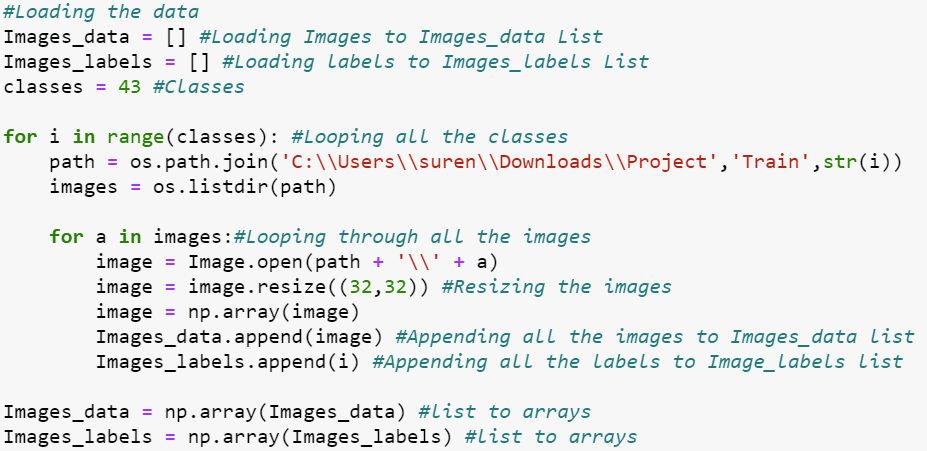 #Loading the data
Images_data = [] #Loading Images to Images_data List
Images_labels = [] #Loading labels to Images_labels List
classes = 43 #Classes
for i in range(classes): #Looping all the classes
    path = os.path.join('C:\\Users\\suren\\Downloads\\Project','Train',str(i))
    images = os.listdir(path)
    for a in images:#Looping through all the images
        image = Image.open(path + '\\' + a)
        image = image.resize((32,32)) #Resizing the images
        image = np.array(image)
        Images_data.append(image) #Appending all the images to Images_data list
        Images_labels.append(i) #Appending all the labels to Image_labels list
Images_data = np.array(Images_data) #list to arrays
Images_labels = np.array(Images_labels) #list to arrays